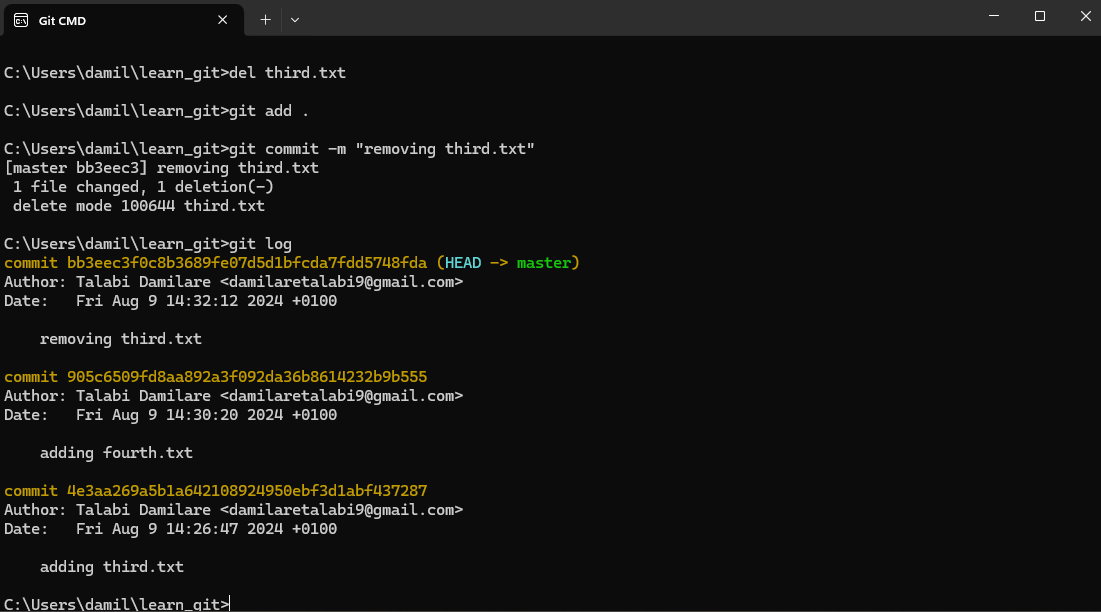 Git CMD
C:\Users\damil\learn_git>del third.txt
C:\Users\damil\learn_git>git add .
C:\Users\damil\learn_git>git commit -m "removing third.txt"
[master bb3eec3] removing third.txt
 1 file changed, 1 deletion(-)
 delete mode 100644 third.txt
C:\Users\damil\learn_git>git log
commit bb3eec3f0c8b3689fe07d5d1bfcda7fdd5748fda (HEAD -> master)
Author: Talabi Damilare <damilaretalabi9@gmail.com>
Date:   Fri Aug 9 14:32:12 2024 +0100
    removing third.txt
commit 905c6509fd8aa892a3f092da36b8614232b9b555
Author: Talabi Damilare <damilaretalabi9@gmail.com>
Date:   Fri Aug 9 14:30:20 2024 +0100
    adding fourth.txt
commit 4e3aa269a5b1a642108924950ebf3d1abf437287
Author: Talabi Damilare <damilaretalabi9@gmail.com>
Date:   Fri Aug 9 14:26:47 2024 +0100
    adding third.txt
C:\Users\damil\learn_git>